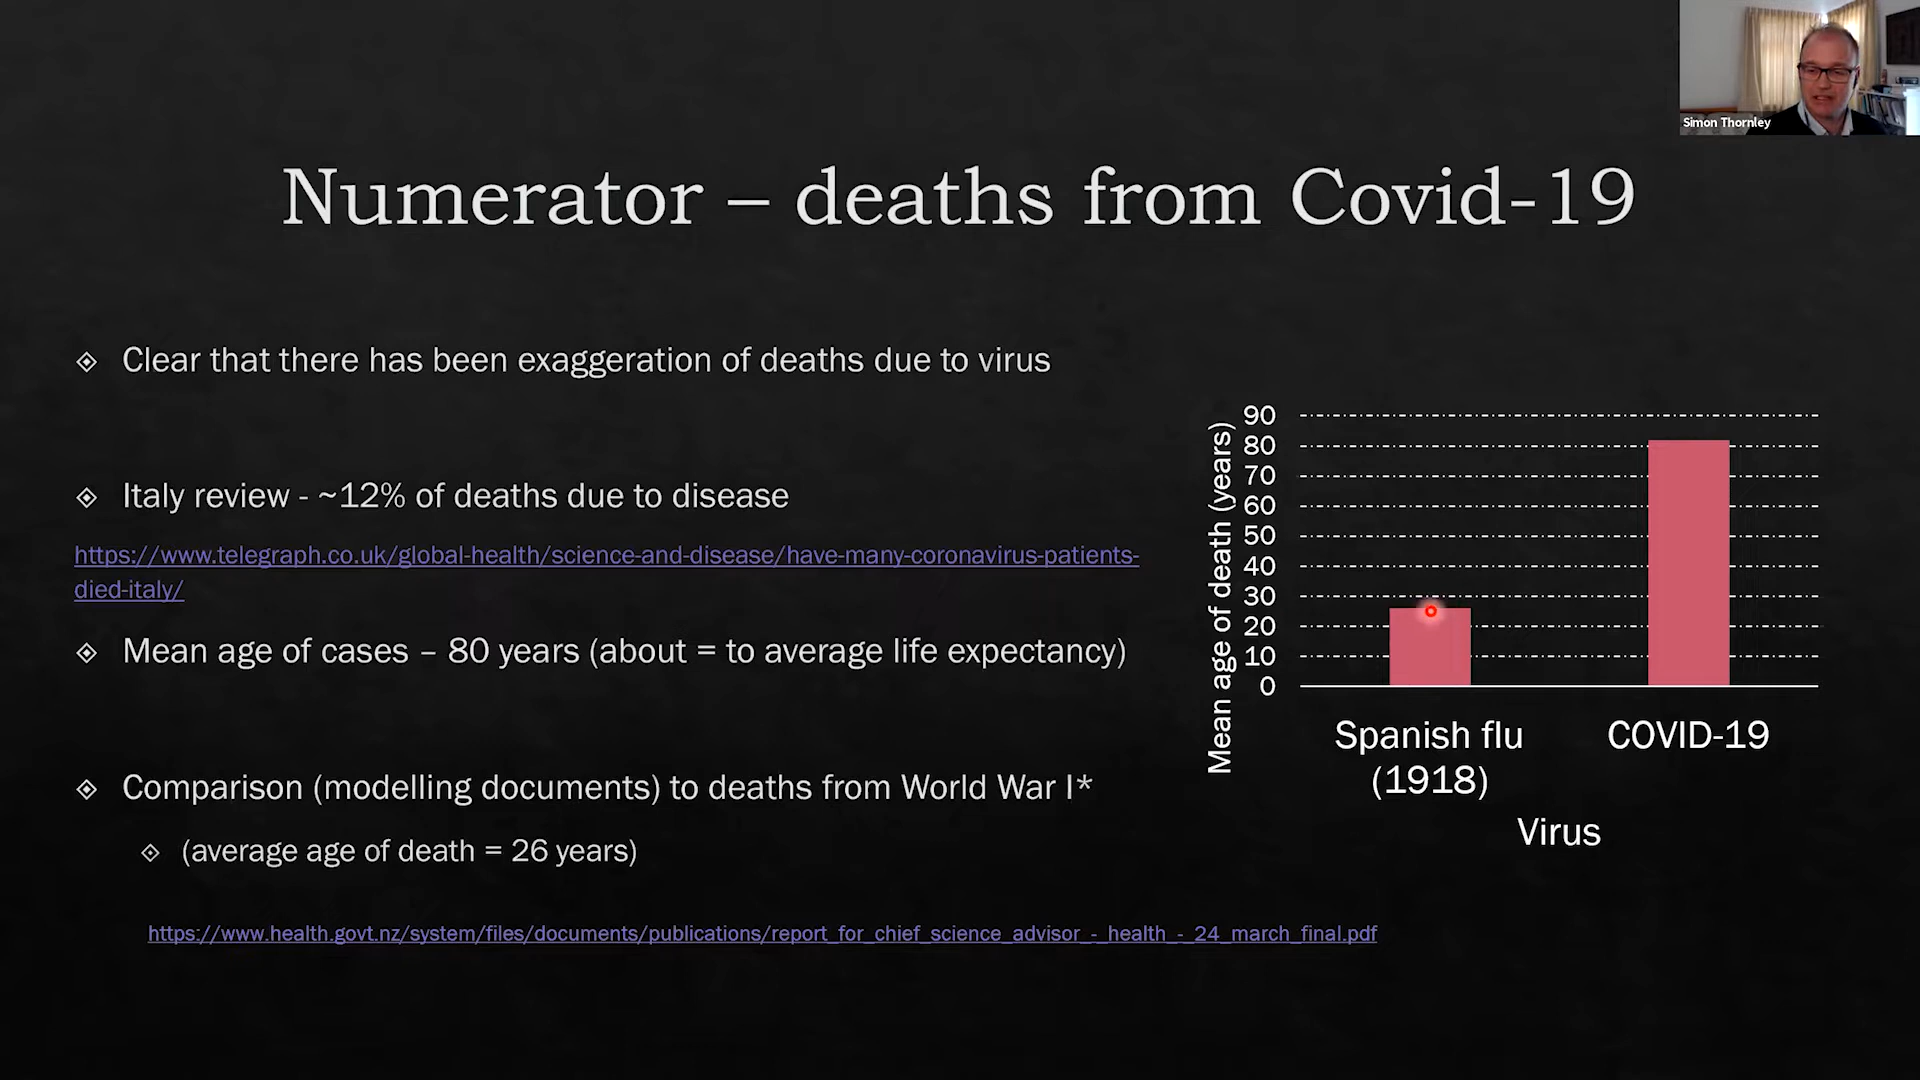 Simon Thornley
Numerator – deaths from Covid-19
Clear that there has been exaggeration of deaths due to virus
Italy review - ~12% of deaths due to disease
https://www.telegraph.co.uk/global-health/science-and-disease/have-many-coronavirus-patients-
died-italy/
Mean age of cases – 80 years (about = to average life expectancy)
Comparison (modelling documents) to deaths from World War I*
(average age of death = 26 years)
https://www.health.govt.nz/system/files/documents/publications/report_for_chief_science_advisor_-_health_-_24_march_final.pdf
Mean age of death (years)
90
80
70
60
50
40
30
20
10
0
Spanish flu
(1918)
COVID-19
Virus